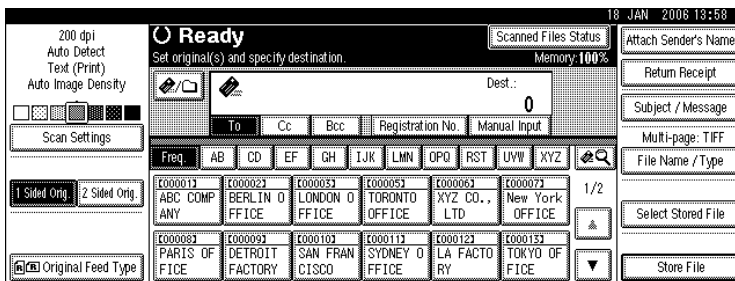 18 JAN 2006 13:58
200 dpi
Auto Detect
Text (Print)
Auto Image Density
Scan Settings
1 Sided Orig. 2 Sided Orig.
R R Original Feed Type
Ready
Scanned Files Status
Set original(s) and specify destination.
Memory:100%
Dest.:
0
To Cc Bcc Registration No. Manual Input
Freq. AB CD EF GH IJK LMN OPQ RST UVW XYZ
[00001] [00002] [00003] [00005] [00006] [00007]
ABC COMP BERLIN O LONDON O TORONTO XYZ CO., New York
ANY FFICE FFICE OFFICE LTD OFFICE
1/2
[00008] [00009] [00010] [00011] [00012] [00013]
PARIS OF DETROIT SAN FRAN SYDNEY O LA FACTO TOKYO OF
FICE FACTORY CISCO FFICE RY FICE
Attach Sender's Name
Return Receipt
Subject / Message
Multi-page: TIFF
File Name / Type
Select Stored File
Store File